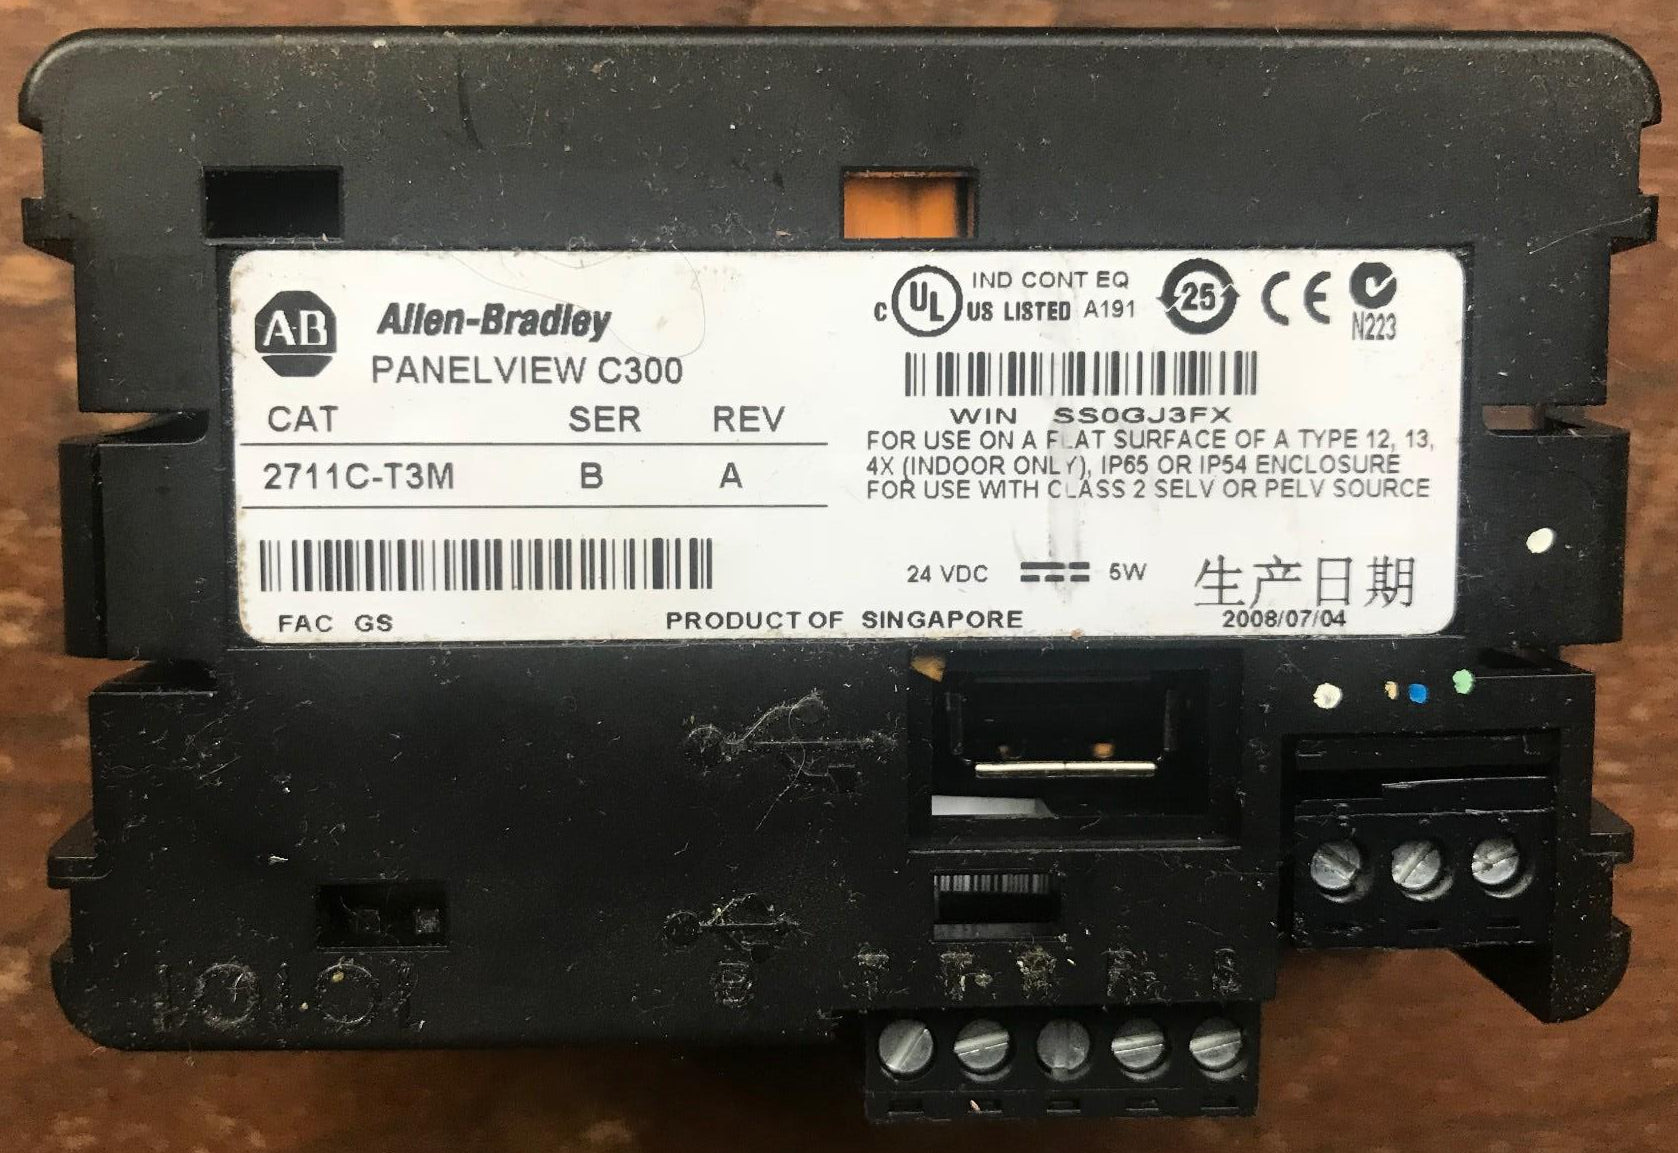 AB Allen-Bradley
PANELVIEW C300
CAT SER REV
2711C-T3M B A
FAC GS
C UL US LISTED IND CONT EQ A191
25
CE
N223
WIN SS0GJ3FX
FOR USE ON A FLAT SURFACE OF A TYPE 12, 13,
4X (INDOOR ONLY), IP65 OR IP54 ENCLOSURE
FOR USE WITH CLASS 2 SELV OR PELV SOURCE
24 VDC 5W
生产日期
PRODUCT OF SINGAPORE
2008/07/04